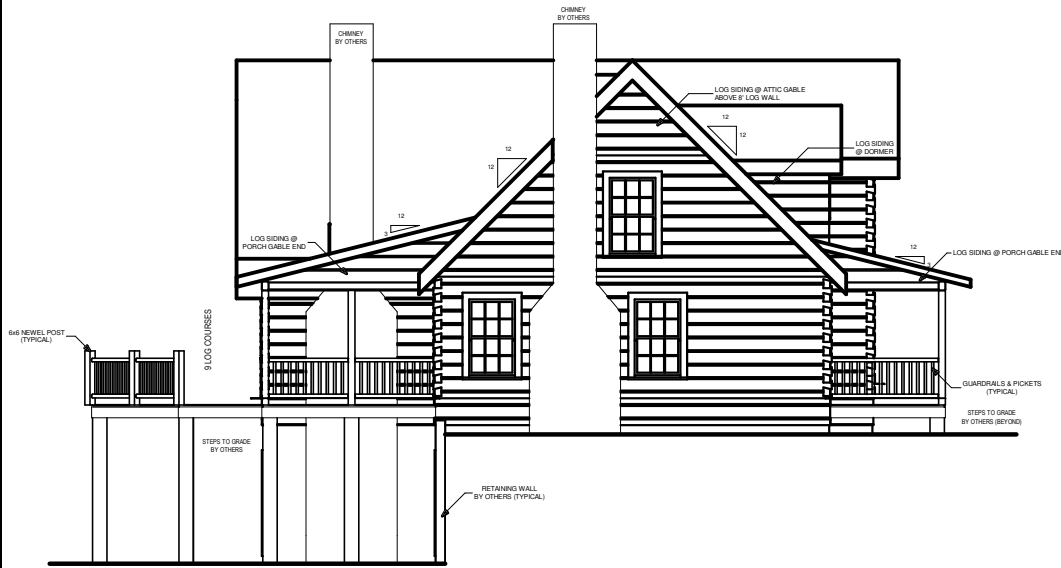 CHIMNEY
BY OTHERS
CHIMNEY
BY OTHERS
LOG SIDING @ ATTIC GABLE
ABOVE 8' LOG WALL
12
12
LOG SIDING
@ DORMER
12
12
12
3
LOG SIDING @
PORCH GABLE END
12
3
LOG SIDING @ PORCH GABLE EN
9 LOG COURSES
6x6 NEWEL POST
(TYPICAL)
GUARDRAILS & PICKETS
(TYPICAL)
STEPS TO GRADE
BY OTHERS (BEYOND)
STEPS TO GRADE
BY OTHERS
RETAINING WALL
BY OTHERS (TYPICAL)